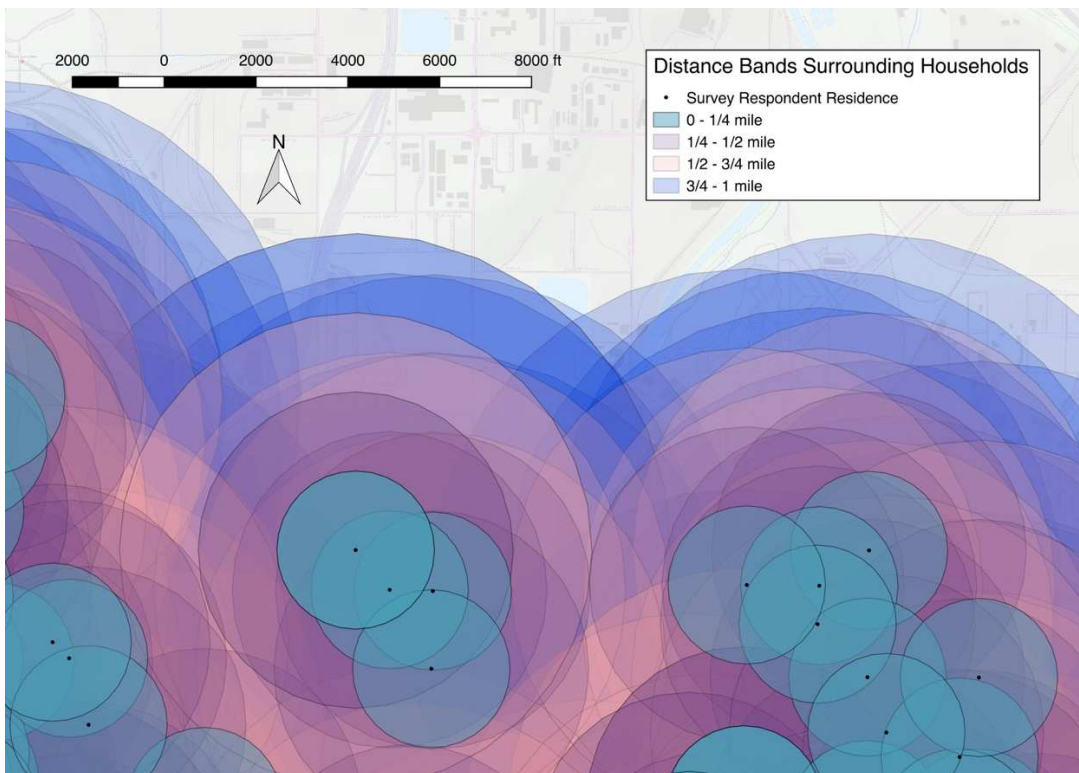 2000 0 2000 4000 6000 8000 ft
N
Distance Bands Surrounding Households
Survey Respondent Residence
0 - 1/4 mile
1/4 - 1/2 mile
1/2 - 3/4 mile
3/4 - 1 mile